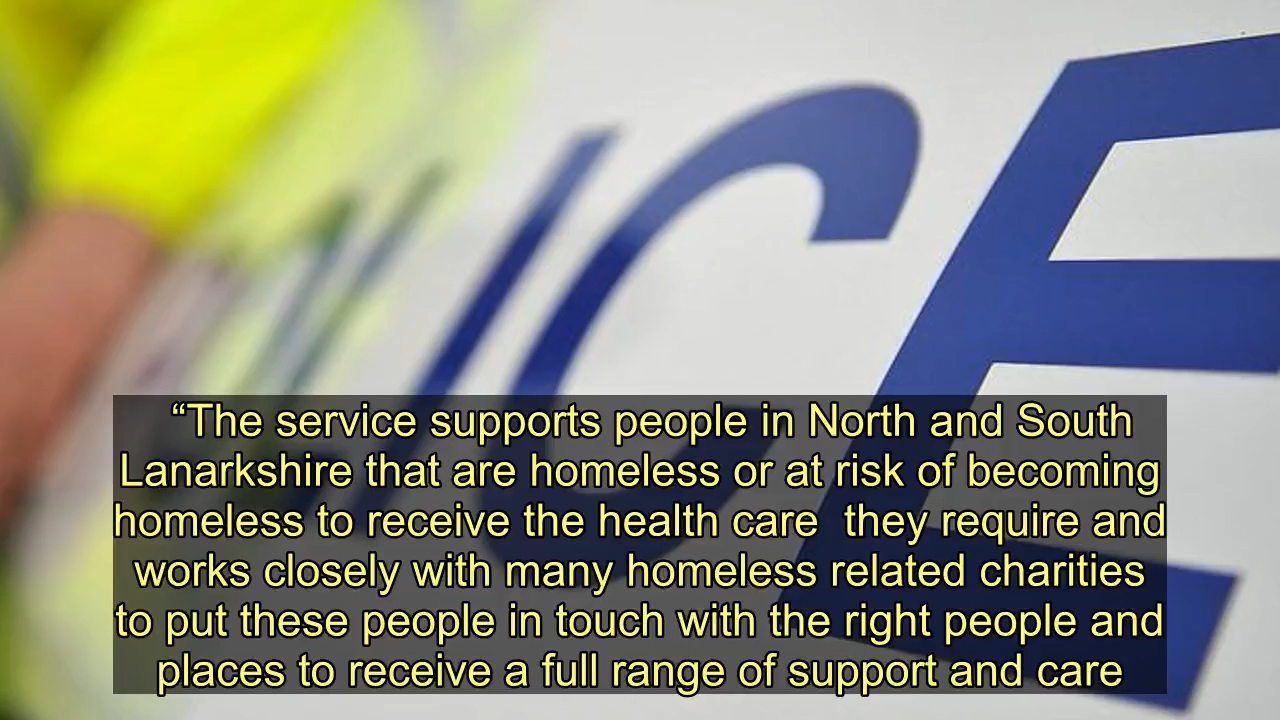 ICE
“The service supports people in North and South
Lanarkshire that are homeless or at risk of becoming
homeless to receive the health care  they require and
works closely with many homeless related charities
to put these people in touch with the right people and
places to receive a full range of support and care